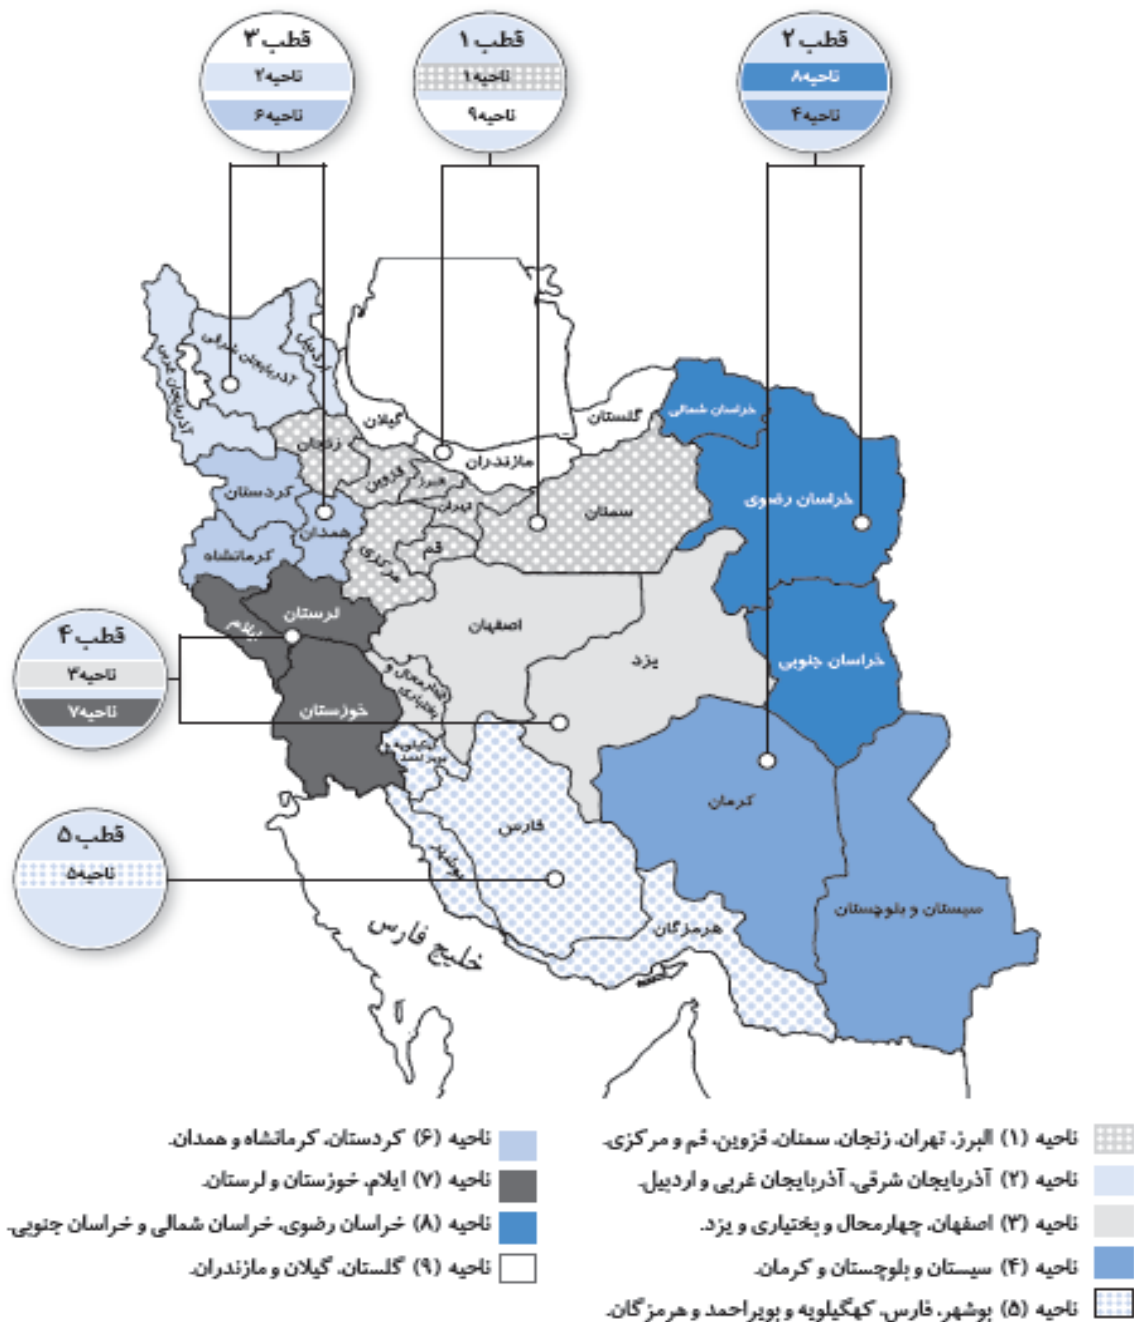 قطب ۲
ناحیه۸
ناحیه۴
قطب ۱
ناحیه۱
ناحیه۹
قطب ۳
ناحیه۲
ناحیه۶
آذربایجان غربی
آذربایجان شرقی
اردبیل
گیلان
مازندران
گلستان
خراسان شمالی
خراسان رضوی
خراسان جنوبی
زنجان
قزوین
البرز
تهران
سمنان
قم
مرکزی
کردستان
همدان
کرمانشاه
لرستان
ایلام
خوزستان
اصفهان
یزد
چهارمحال و
بختیاری
کهگیلویه و
بویر احمد
فارس
بوشهر
کرمان
هرمزگان
سیستان و بلوچستان
خلیج فارس
قطب ۴
ناحیه۳
ناحیه۷
قطب ۵
ناحیه۵
ناحیه (۱) البرز، تهران، زنجان، سمنان، قزوین، قم و مرکزی.
ناحیه (۲) آذربایجان شرقی، آذربایجان غربی و اردبیل.
ناحیه (۳) اصفهان، چهارمحال و بختیاری و یزد.
ناحیه (۴) سیستان و بلوچستان و کرمان.
ناحیه (۵) بوشهر، فارس، کهگیلویه و بویراحمد و هرمزگان.
ناحیه (۶) کردستان، کرمانشاه و همدان.
ناحیه (۷) ایلام، خوزستان و لرستان.
ناحیه (۸) خراسان رضوی، خراسان شمالی و خراسان جنوبی.
ناحیه (۹) گلستان، گیلان و مازندران.